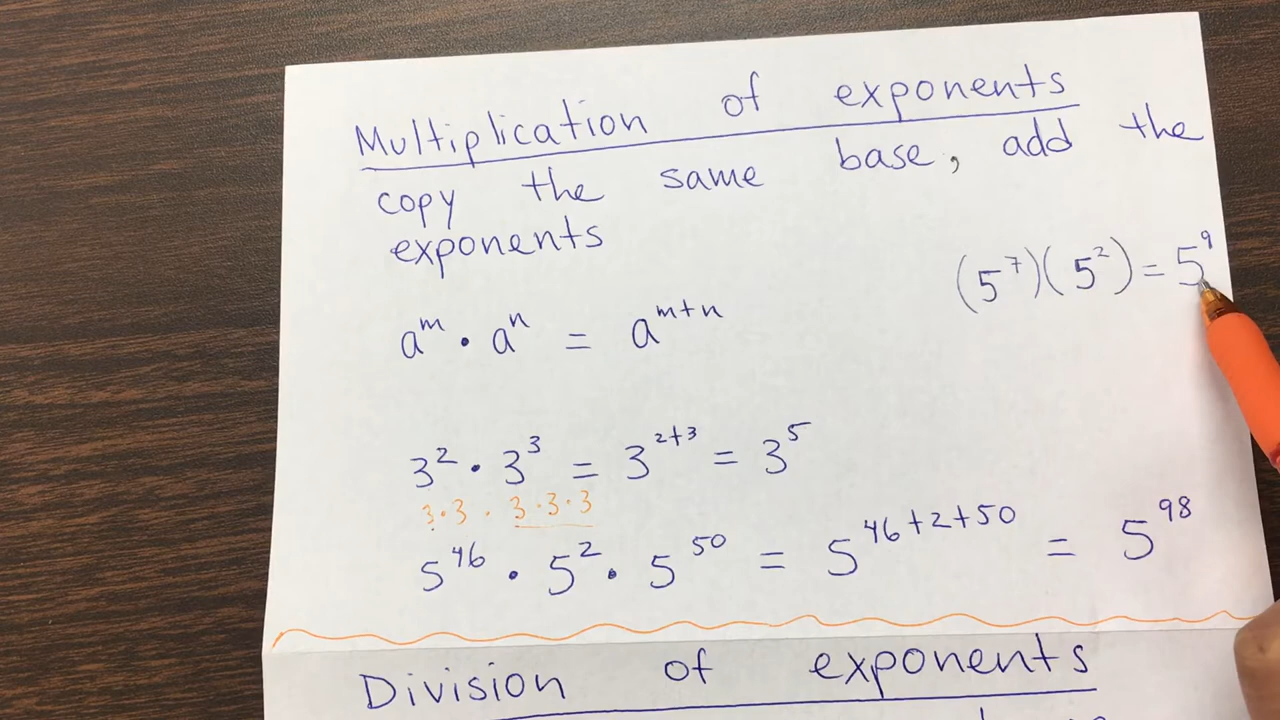 Multiplication of exponents
copy the same base, add the
exponents
(5⁷)(5²) = 5⁹
aᵐ · aⁿ = aᵐ⁺ⁿ
3² · 3³ = 3²⁺³ = 3⁵
3·3 · 3·3·3
5⁴⁶ · 5² · 5⁵⁰ = 5⁴⁶⁺²⁺⁵⁰ = 5⁹⁸
Division of exponents